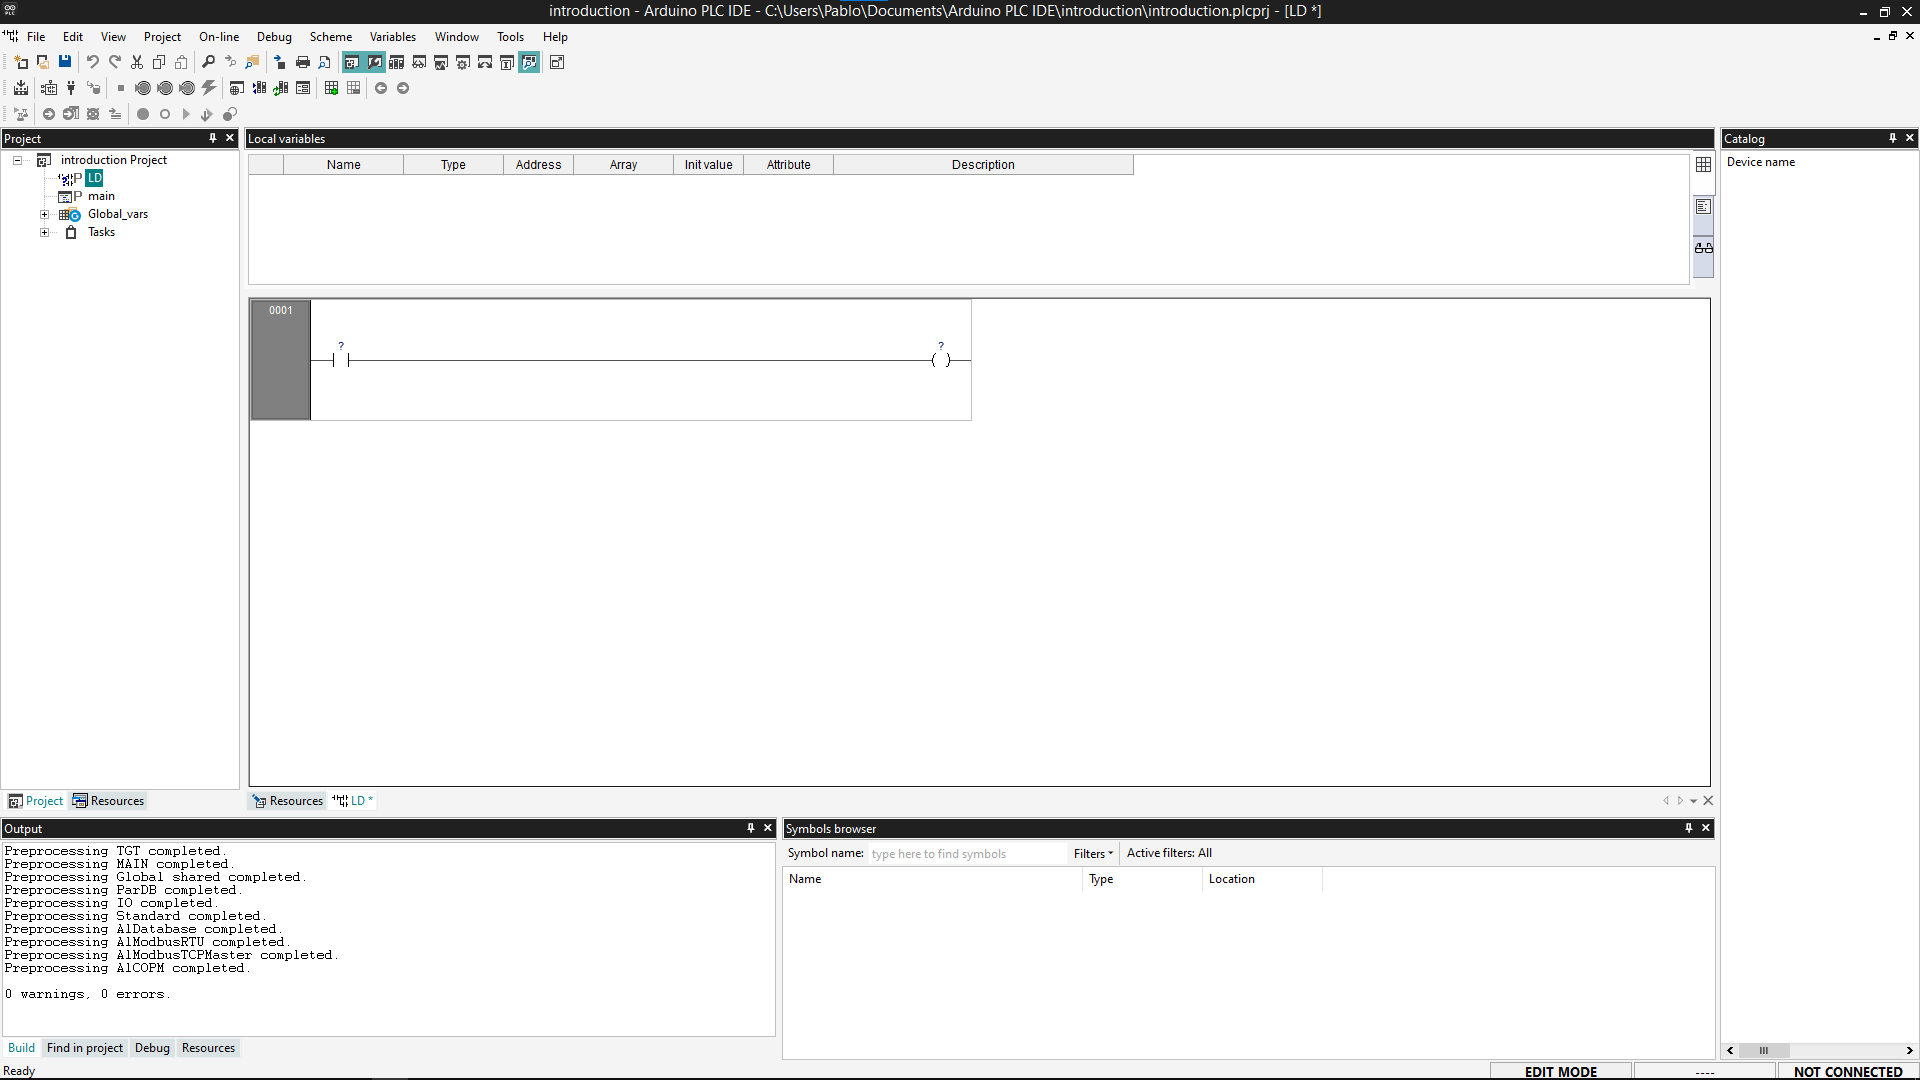 introduction - Arduino PLC IDE - C:\Users\Pablo\Documents\Arduino PLC IDE\introduction\introduction.plcprj - [LD *]
File Edit View Project On-line Debug Scheme Variables Window Tools Help
Project
introduction Project
LD
main
Global_vars
Tasks
Project Resources
Local variables
Name Type Address Array Init value Attribute Description
0001
? ?
Resources LD *
Catalog
Device name
Output
Preprocessing TGT completed.
Preprocessing MAIN completed.
Preprocessing Global shared completed.
Preprocessing ParDB completed.
Preprocessing IO completed.
Preprocessing Standard completed.
Preprocessing AlDatabase completed.
Preprocessing AlModbusRTU completed.
Preprocessing AlModbusTCPMaster completed.
Preprocessing AlCOPM completed.
0 warnings, 0 errors.
Build Find in project Debug Resources
Symbols browser
Symbol name: type here to find symbols Filters Active filters: All
Name Type Location
Ready EDIT MODE ---- NOT CONNECTED